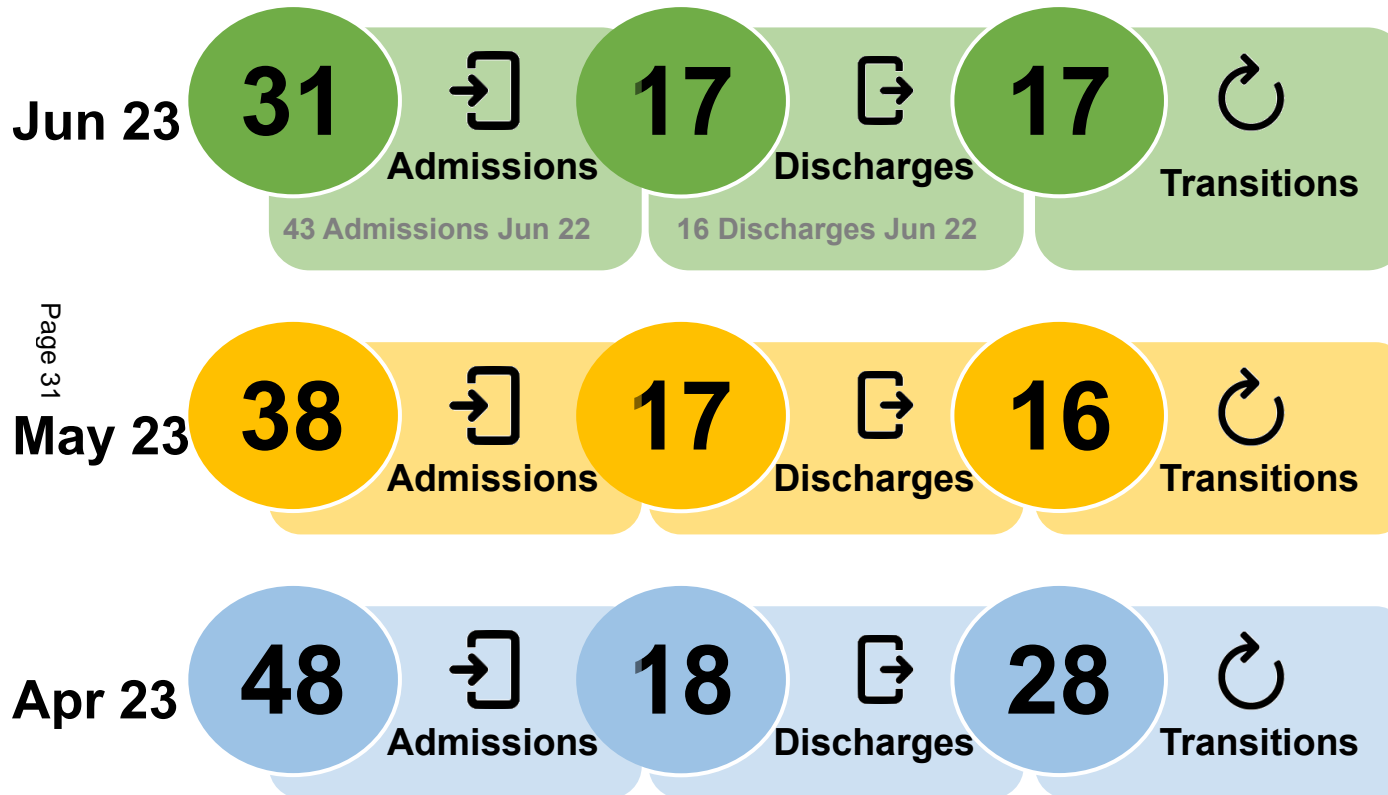 Jun 23
31
Admissions
43 Admissions Jun 22
17
Discharges
16 Discharges Jun 22
17
Transitions
Page 31
May 23
38
Admissions
17
Discharges
16
Transitions
Apr 23
48
Admissions
18
Discharges
28
Transitions